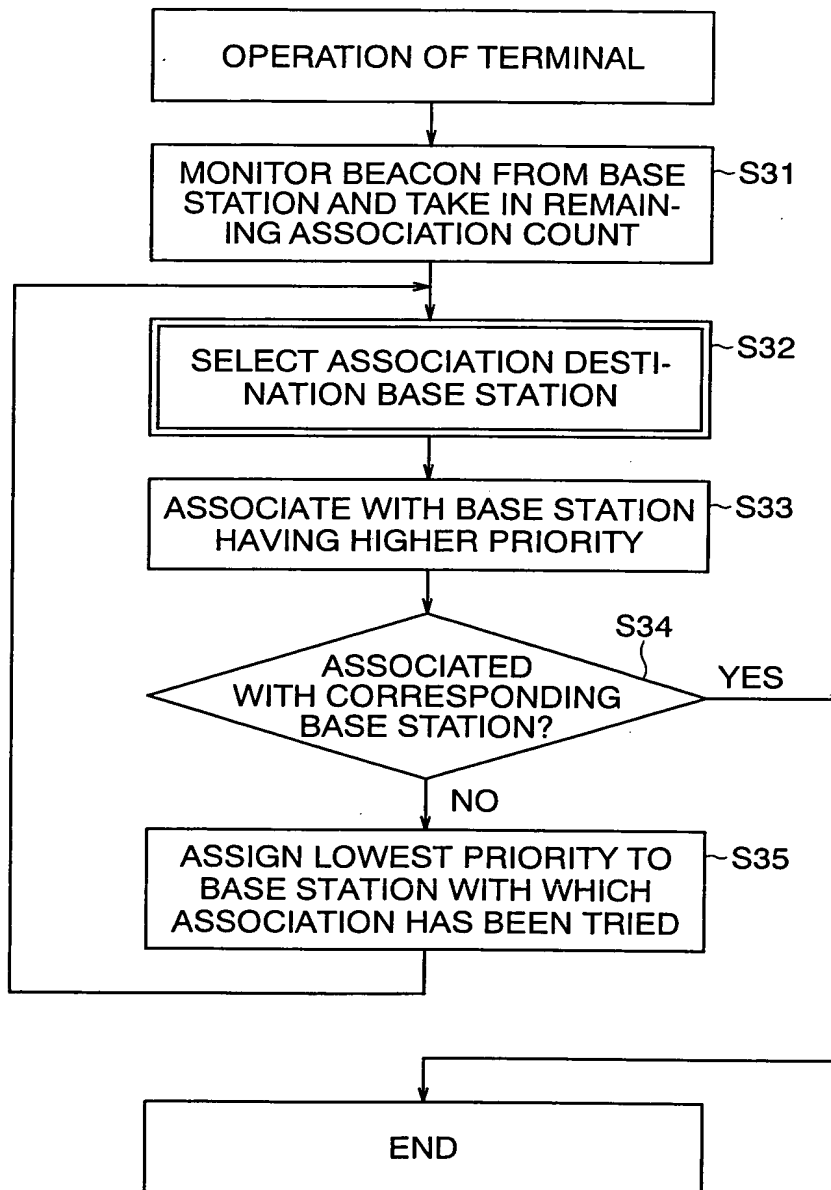 OPERATION OF TERMINAL
MONITOR BEACON FROM BASE
STATION AND TAKE IN REMAIN-
ING ASSOCIATION COUNT
S31
SELECT ASSOCIATION DESTI-
NATION BASE STATION
S32
ASSOCIATE WITH BASE STATION
HAVING HIGHER PRIORITY
S33
S34
ASSOCIATED
WITH CORRESPONDING
BASE STATION?
YES
NO
ASSIGN LOWEST PRIORITY TO
BASE STATION WITH WHICH
ASSOCIATION HAS BEEN TRIED
S35
END